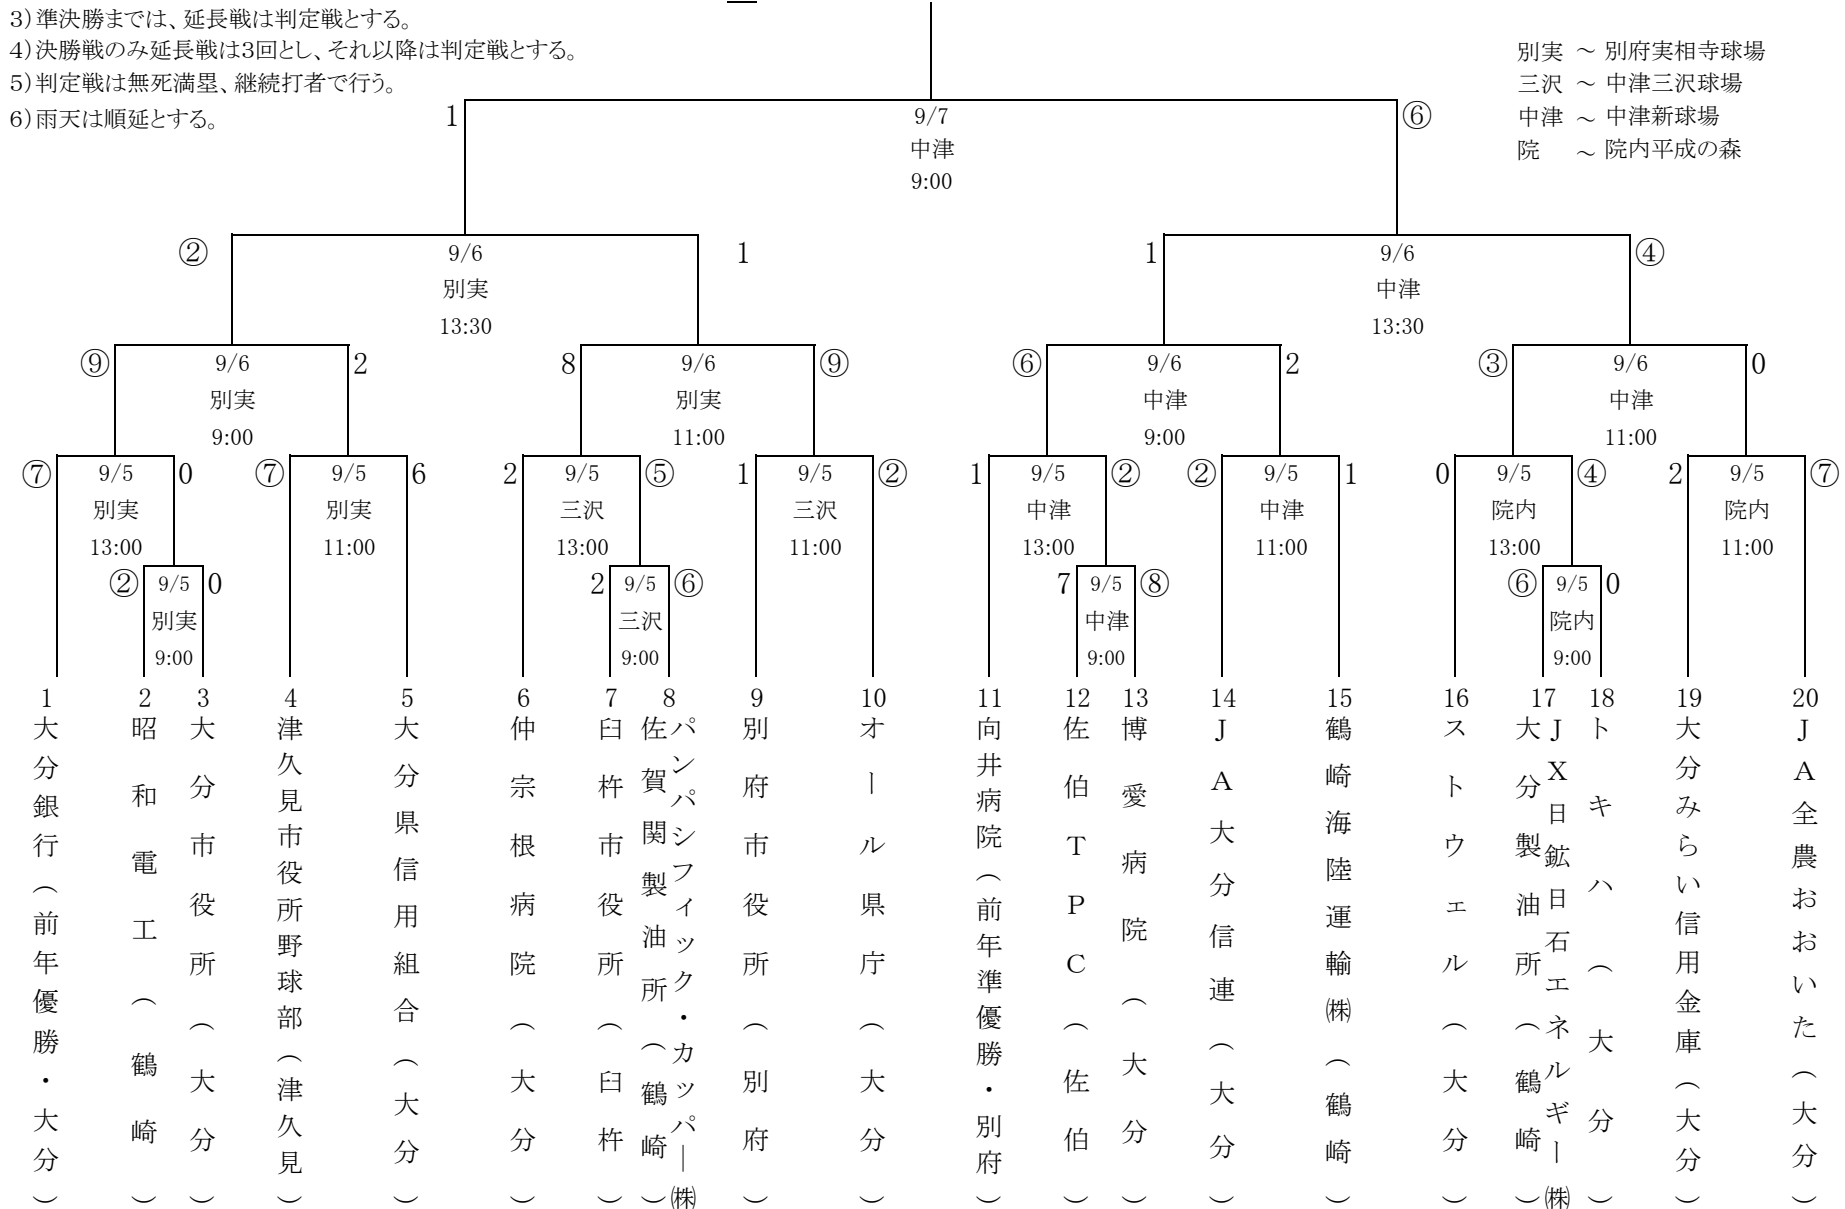 3)準決勝までは、延長戦は判定戦とする。
4)決勝戦のみ延長戦は3回とし、それ以降は判定戦とする。
5)判定戦は無死満塁、継続打者で行う。
6)雨天は順延とする。
別実 ～ 別府実相寺球場
三沢 ～ 中津三沢球場
中津 ～ 中津新球場
院 ～ 院内平成の森
1 9/7 ⑥
中津
9:00
② 9/6 1 1 9/6 ④
別実 中津
13:30 13:30
⑨ 9/6 2 8 9/6 ⑨ ⑥ 9/6 2 ③ 9/6 0
別実 別実 中津 中津
9:00 11:00 9:00 11:00
⑦ 9/5 0 ⑦ 9/5 6 2 9/5 ⑤ 1 9/5 ② 1 9/5 ② ② 9/5 1 0 9/5 ④ 2 9/5 ⑦
別実 別実 三沢 三沢 中津 中津 院内 院内
13:00 11:00 13:00 11:00 13:00 11:00 13:00 11:00
② 9/5 0 2 9/5 ⑥ 7 9/5 ⑧ ⑥ 9/5 0
別実 三沢 中津 院内
9:00 9:00 9:00 9:00
1 2 3 4 5 6 7 8 9 10 11 12 13 14 15 16 17 18 19 20
大分銀行(前年優勝・大分)
昭和電工(鶴崎)
大分市役所(大分)
津久見市役所野球部(津久見)
大分県信用組合(大分)
仲宗根病院(大分)
臼杵市役所(臼杵)
パンパシフィック・カッパー㈱
佐賀関製油所(鶴崎)
別府市役所(別府)
オール県庁(大分)
向井病院(前年準優勝・別府)
佐伯TPC(佐伯)
博愛病院(大分)
JA大分信連(大分)
鶴崎海陸運輸㈱(鶴崎)
ストウェル(大分)
JX日鉱日石エネルギー㈱
大分製油所(鶴崎)
トキハ(大分)
大分みらい信用金庫(大分)
JA全農おおいた(大分)